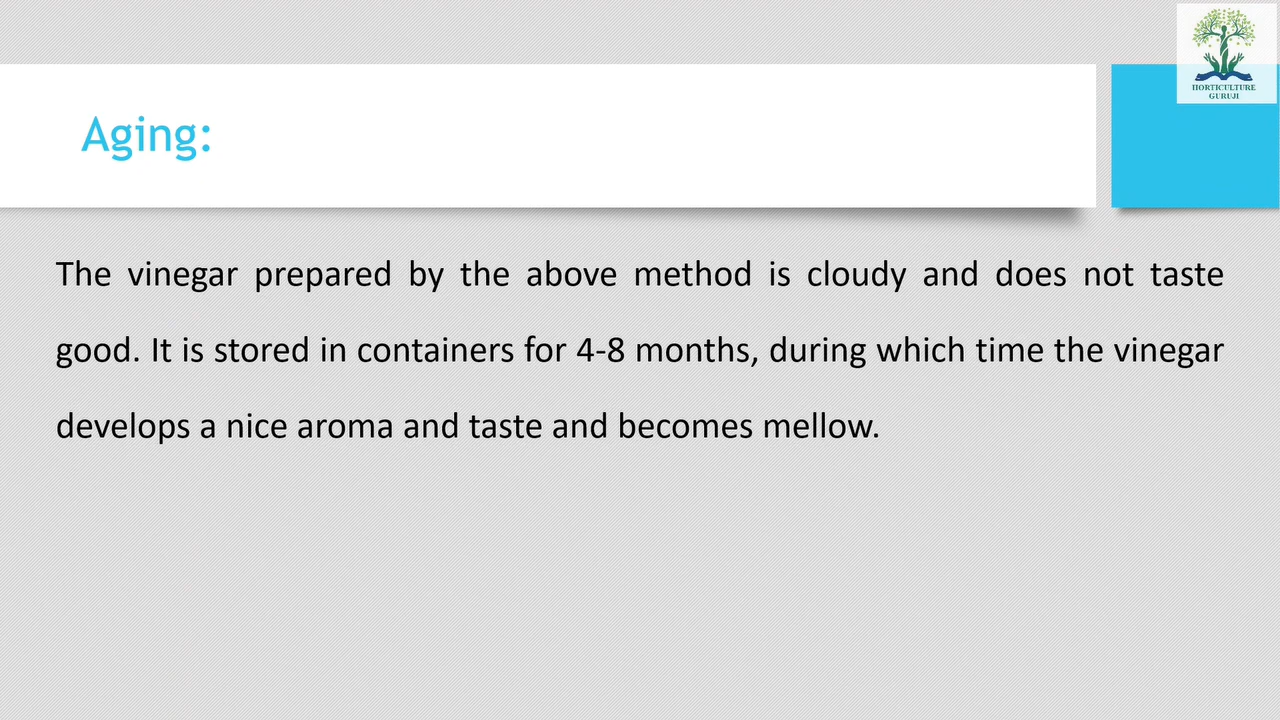 HORTICULTURE
GURUJI
Aging:
The vinegar prepared by the above method is cloudy and does not taste
good. It is stored in containers for 4-8 months, during which time the vinegar
develops a nice aroma and taste and becomes mellow.